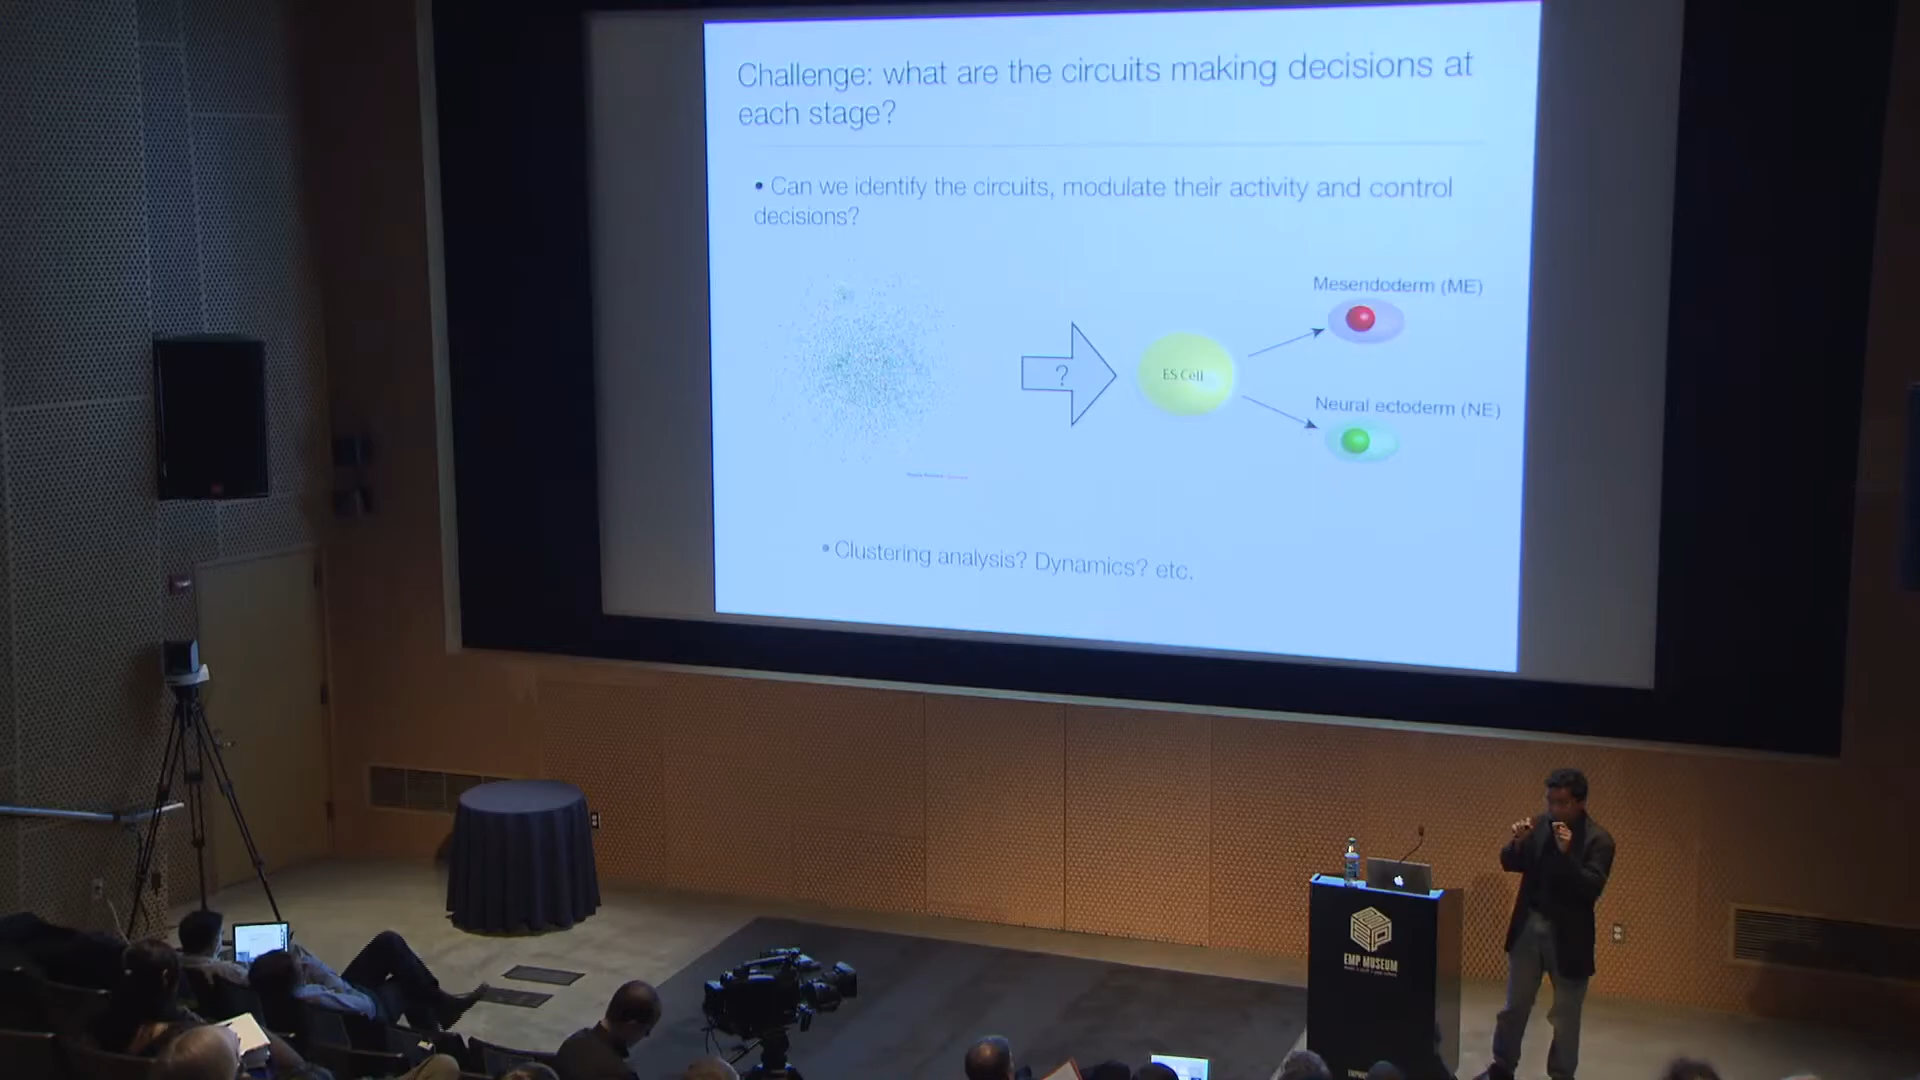 Challenge: what are the circuits making decisions at
each stage?
• Can we identify the circuits, modulate their activity and control
decisions?
Mesendoderm (ME)
?
ES Cell
Neural ectoderm (NE)
• Clustering analysis? Dynamics? etc.
EMP MUSEUM